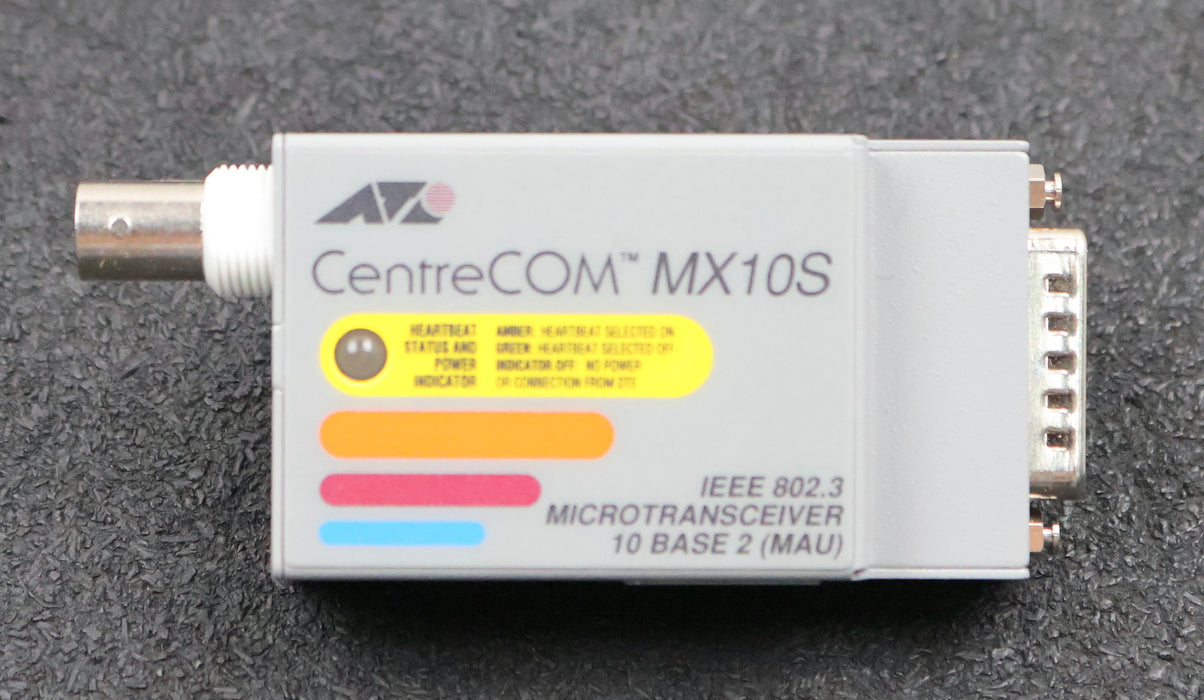 CentreCOM™ MX10S
HEARTBEAT STATUS AND POWER INDICATOR
AMBER: HEARTBEAT SELECTED ON
GREEN: HEARTBEAT SELECTED OFF
INDICATOR OFF: NO POWER
OR CONNECTION FROM DTE
IEEE 802.3
MICROTRANSCEIVER
10 BASE 2 (MAU)